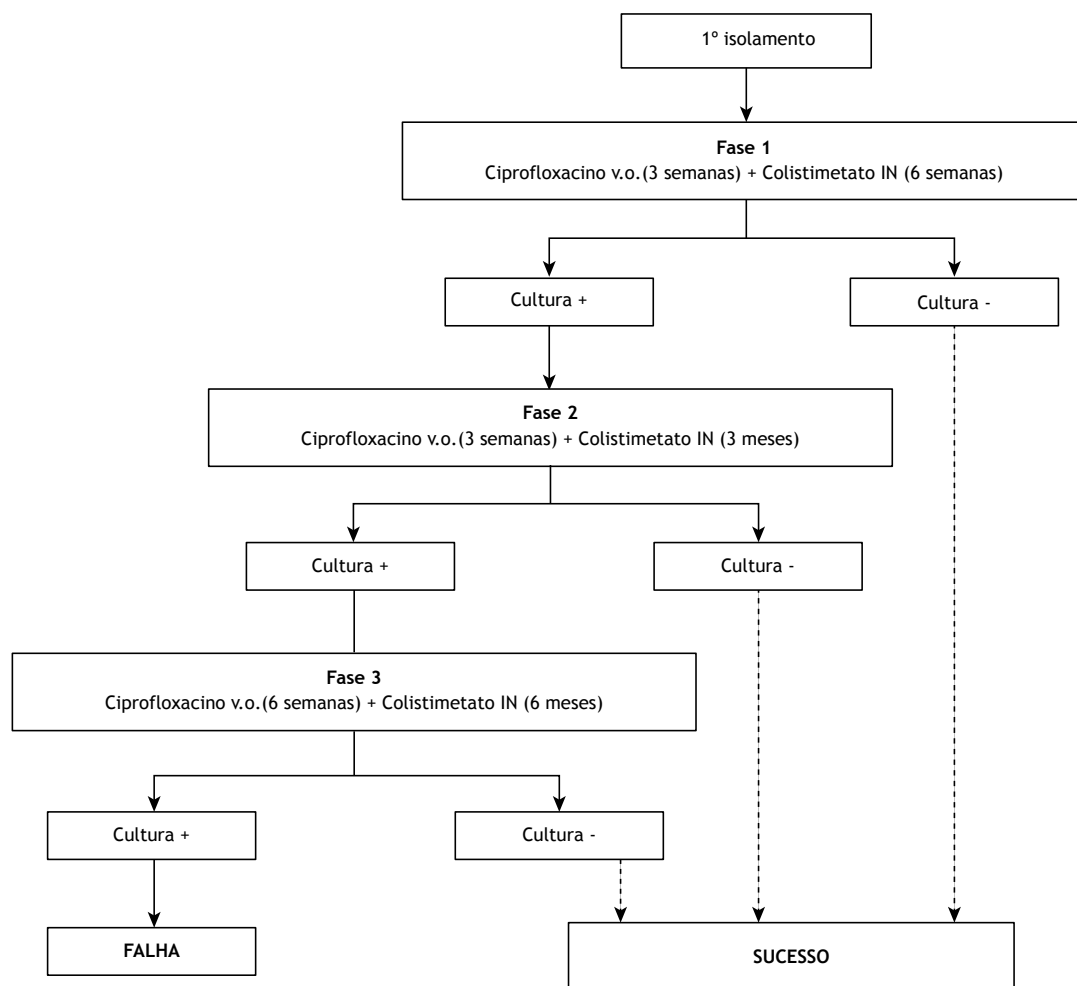 1º isolamento
Fase 1
Ciprofloxacino v.o.(3 semanas) + Colistimetato IN (6 semanas)
Cultura +
Cultura -
Fase 2
Ciprofloxacino v.o.(3 semanas) + Colistimetato IN (3 meses)
Cultura +
Cultura -
Fase 3
Ciprofloxacino v.o.(6 semanas) + Colistimetato IN (6 meses)
Cultura +
Cultura -
FALHA
SUCESSO